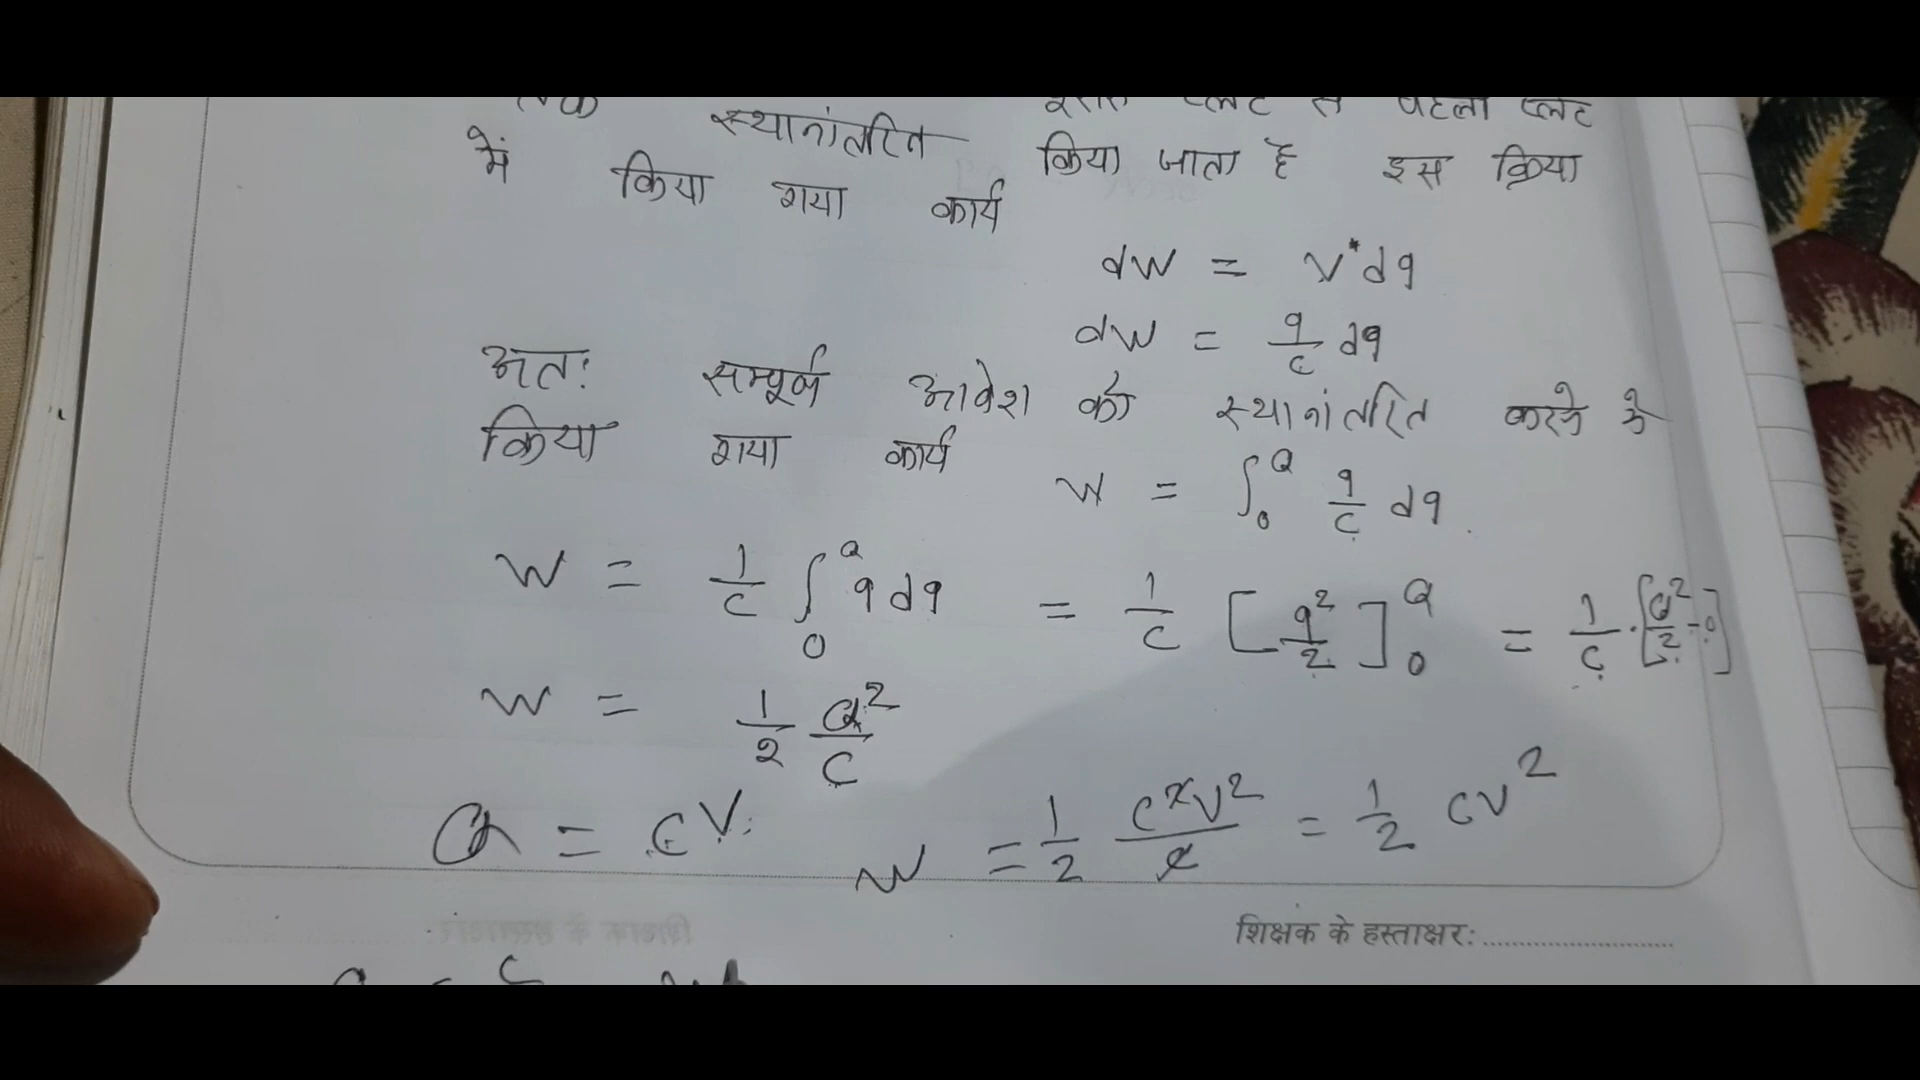 स्थानांतरित किया जाता है इस क्रिया
में किया गया कार्य
dW = V* dq
dW = q/C dq
अतः सम्पूर्ण आवेश को स्थानांतरित करने में
किया गया कार्य
W = ∫₀^Q q/C dq
W = 1/C ∫₀^Q q dq = 1/C [q²/2]₀^Q = 1/C · [Q²/2 - 0]
W = 1/2 Q²/C
Q = CV
W = 1/2 C²V²/C = 1/2 CV²
शिक्षक के हस्ताक्षर: